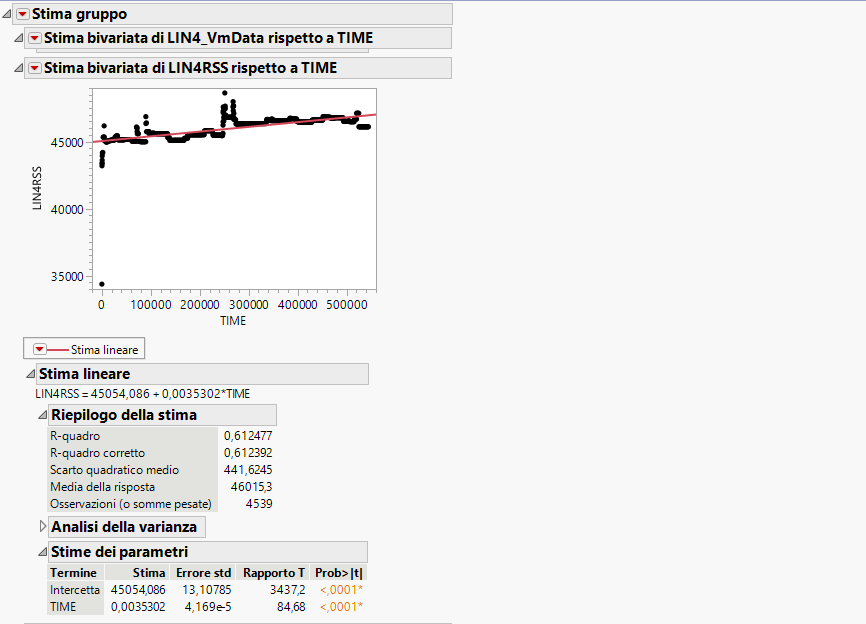 Stima gruppo
Stima bivariata di LIN4_VmData rispetto a TIME
Stima bivariata di LIN4RSS rispetto a TIME
45000
40000
35000
LIN4RSS
0 100000 200000 300000 400000 500000
TIME
Stima lineare
Stima lineare
LIN4RSS = 45054,086 + 0,0035302*TIME
Riepilogo della stima
R-quadro 0,612477
R-quadro corretto 0,612392
Scarto quadratico medio 441,6245
Media della risposta 46015,3
Osservazioni (o somme pesate) 4539
Analisi della varianza
Stime dei parametri
Termine Stima Errore std Rapporto T Prob>|t|
Intercetta 45054,086 13,10785 3437,2 <,0001*
TIME 0,0035302 4,169e-5 84,68 <,0001*